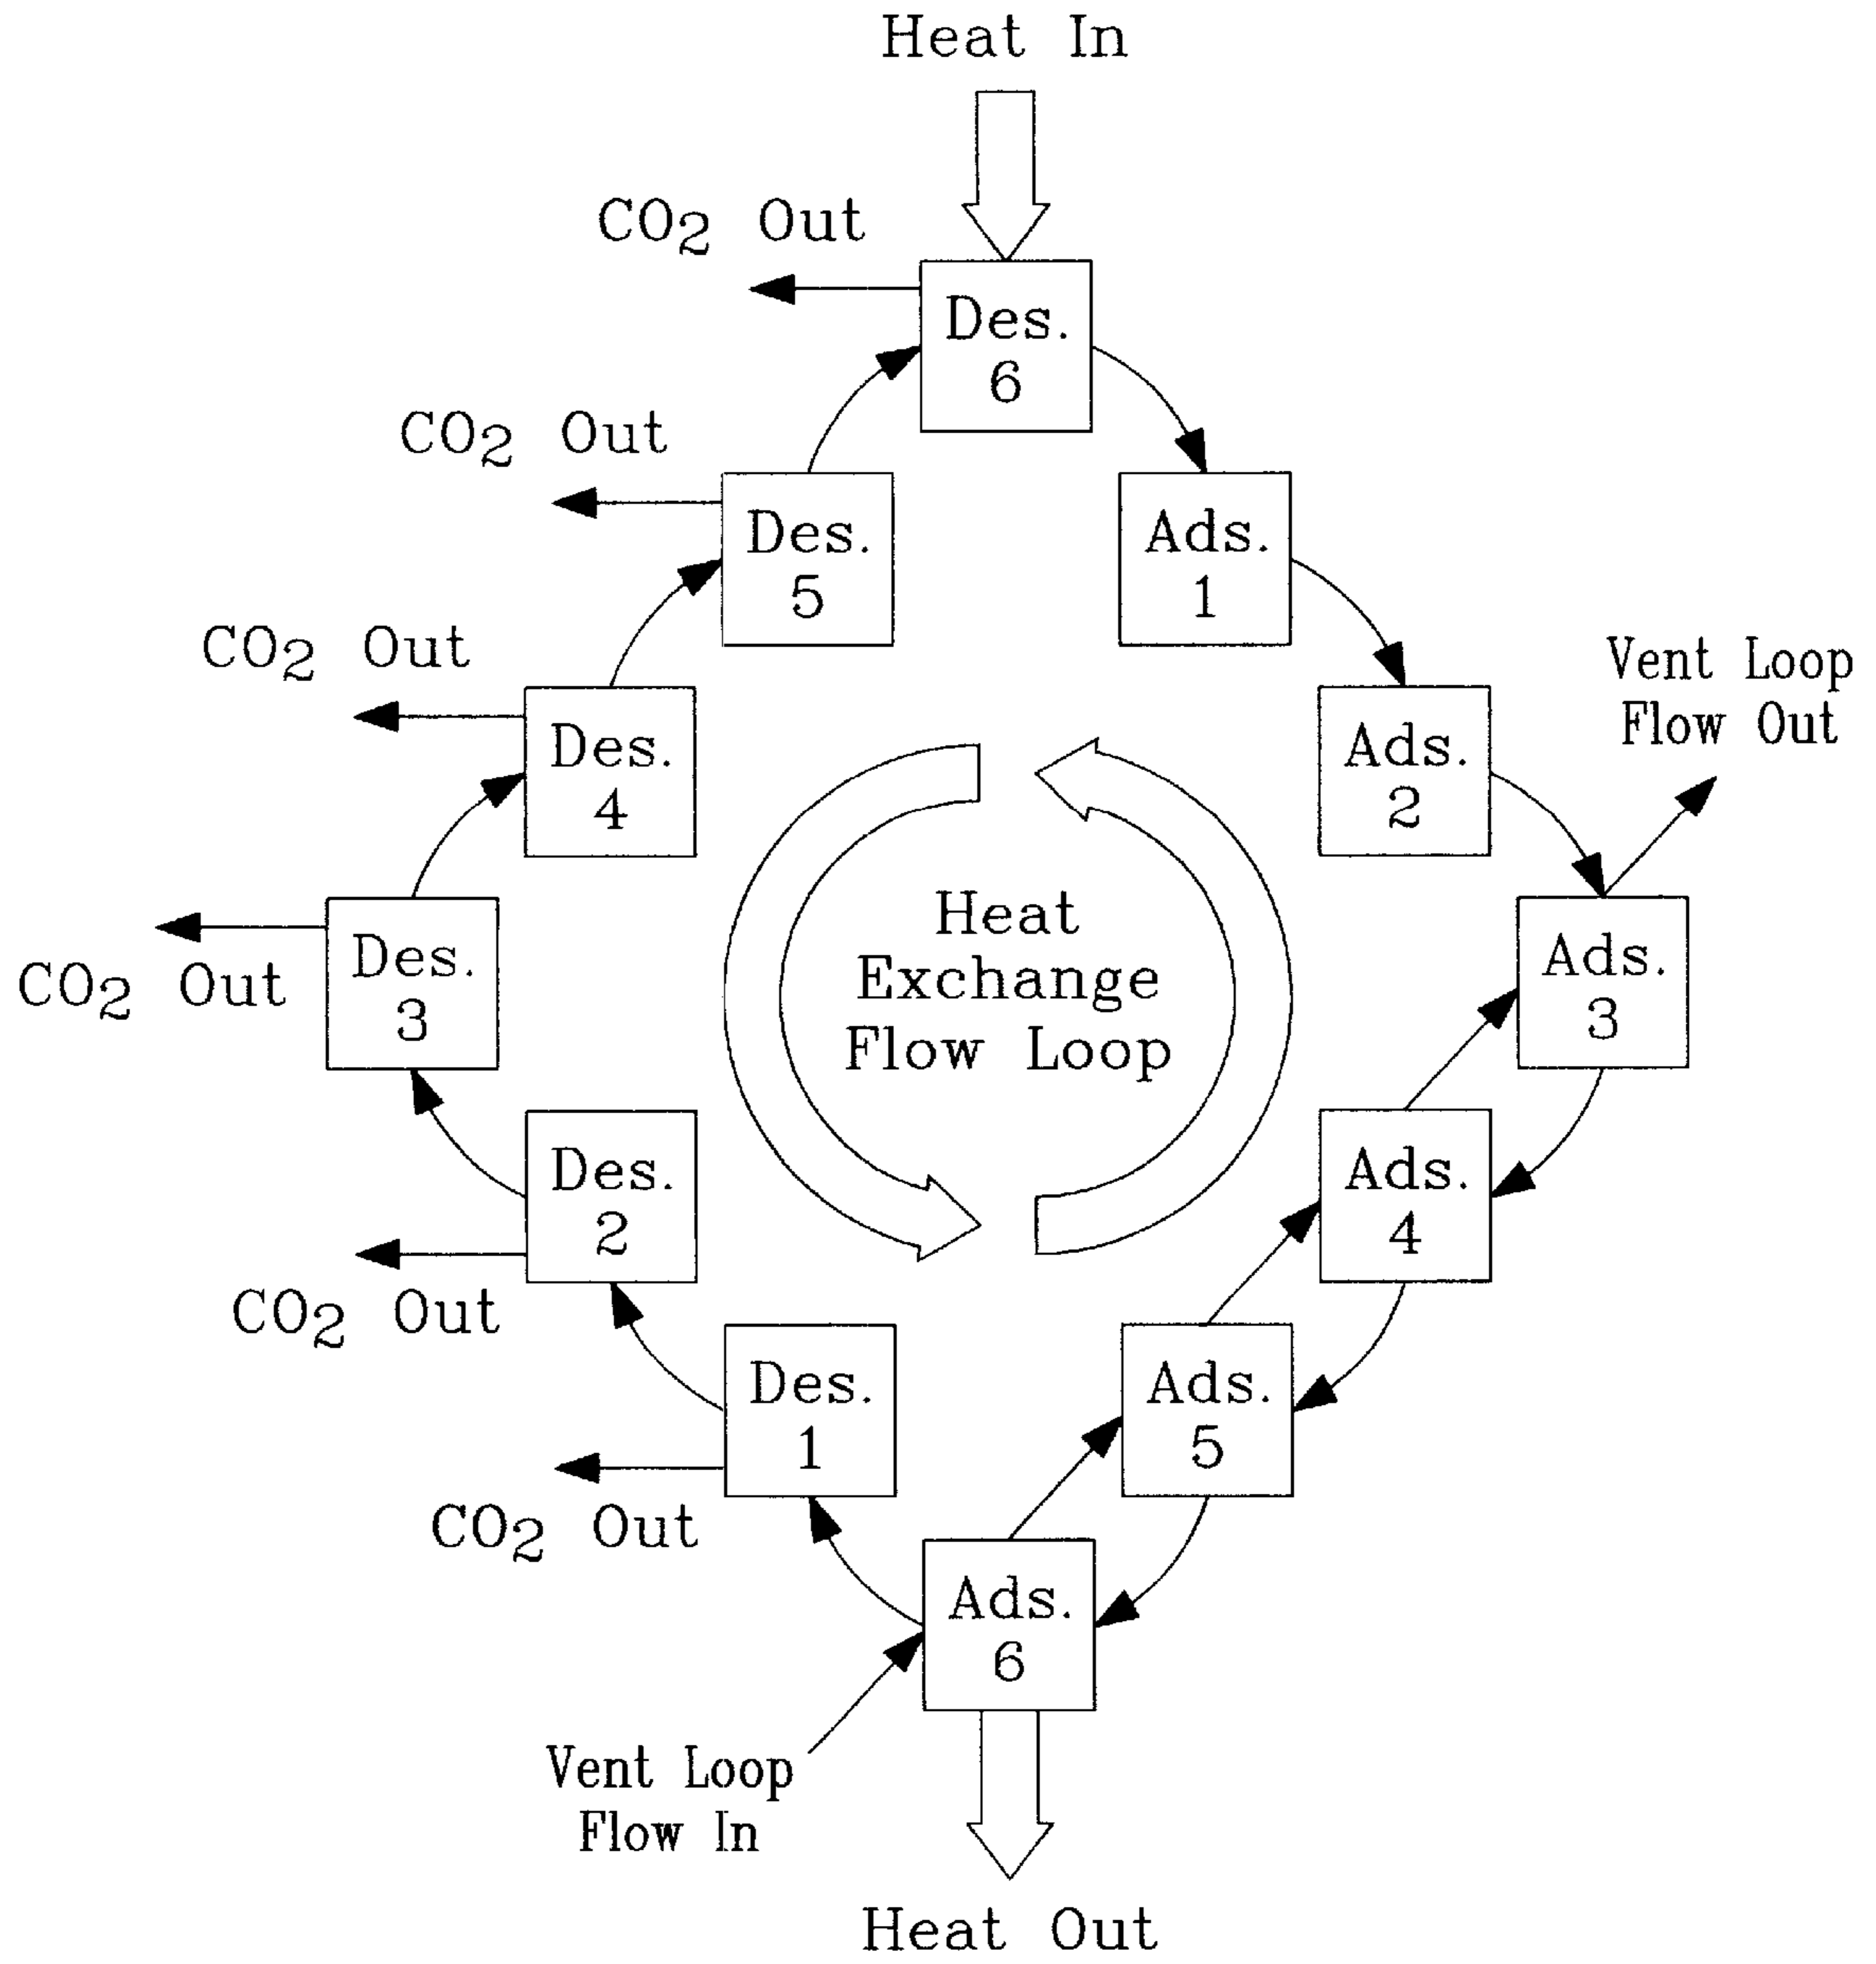 Heat In
CO2 Out
Des.
6
CO2 Out
Des.
5
Ads.
1
CO2 Out
Des.
4
Ads.
2
Vent Loop
Flow Out
Heat
Exchange
Flow Loop
CO2 Out
Des.
3
Ads.
3
Des.
2
CO2 Out
Ads.
4
Des.
1
CO2 Out
Ads.
5
Ads.
6
Vent Loop
Flow In
Heat Out